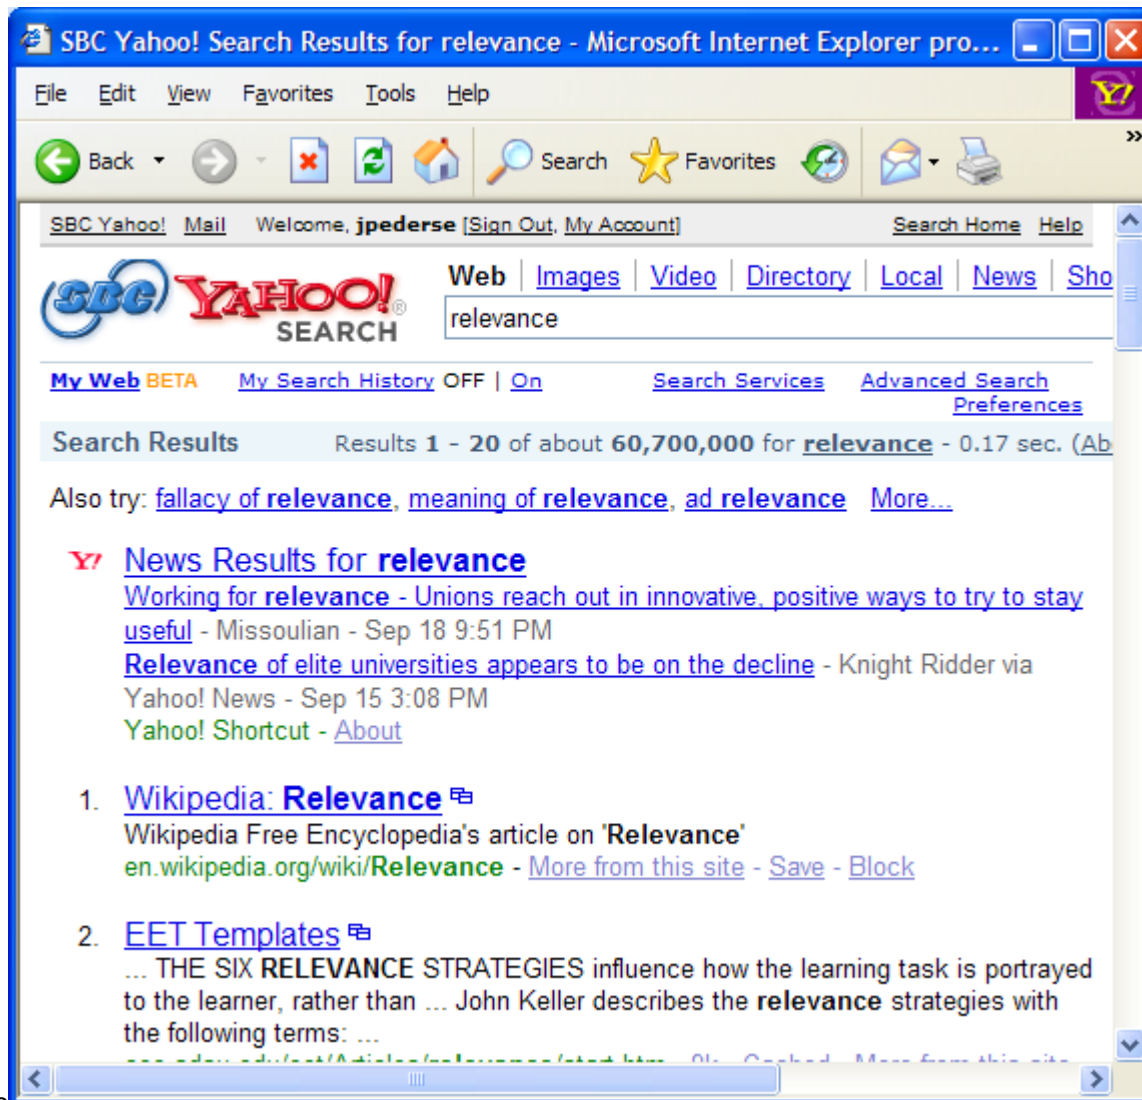 SBC Yahoo! Search Results for relevance - Microsoft Internet Explorer pro...
File Edit View Favorites Tools Help
Y!
Back Search Favorites »
SBC Yahoo! Mail Welcome, jpederse [Sign Out, My Account] Search Home Help
Web | Images | Video | Directory | Local | News | Sho
SBC YAHOO!® SEARCH
relevance
My Web BETA My Search History OFF | On Search Services Advanced Search
Preferences
Search Results Results 1 - 20 of about 60,700,000 for relevance - 0.17 sec. (Ab
Also try: fallacy of relevance, meaning of relevance, ad relevance More...
Y! News Results for relevance
Working for relevance - Unions reach out in innovative, positive ways to try to stay
useful - Missoulian - Sep 18 9:51 PM
Relevance of elite universities appears to be on the decline - Knight Ridder via
Yahoo! News - Sep 15 3:08 PM
Yahoo! Shortcut - About
1. Wikipedia: Relevance
Wikipedia Free Encyclopedia's article on 'Relevance'
en.wikipedia.org/wiki/Relevance - More from this site - Save - Block
2. EET Templates
... THE SIX RELEVANCE STRATEGIES influence how the learning task is portrayed
to the learner, rather than ... John Keller describes the relevance strategies with
the following terms: ...